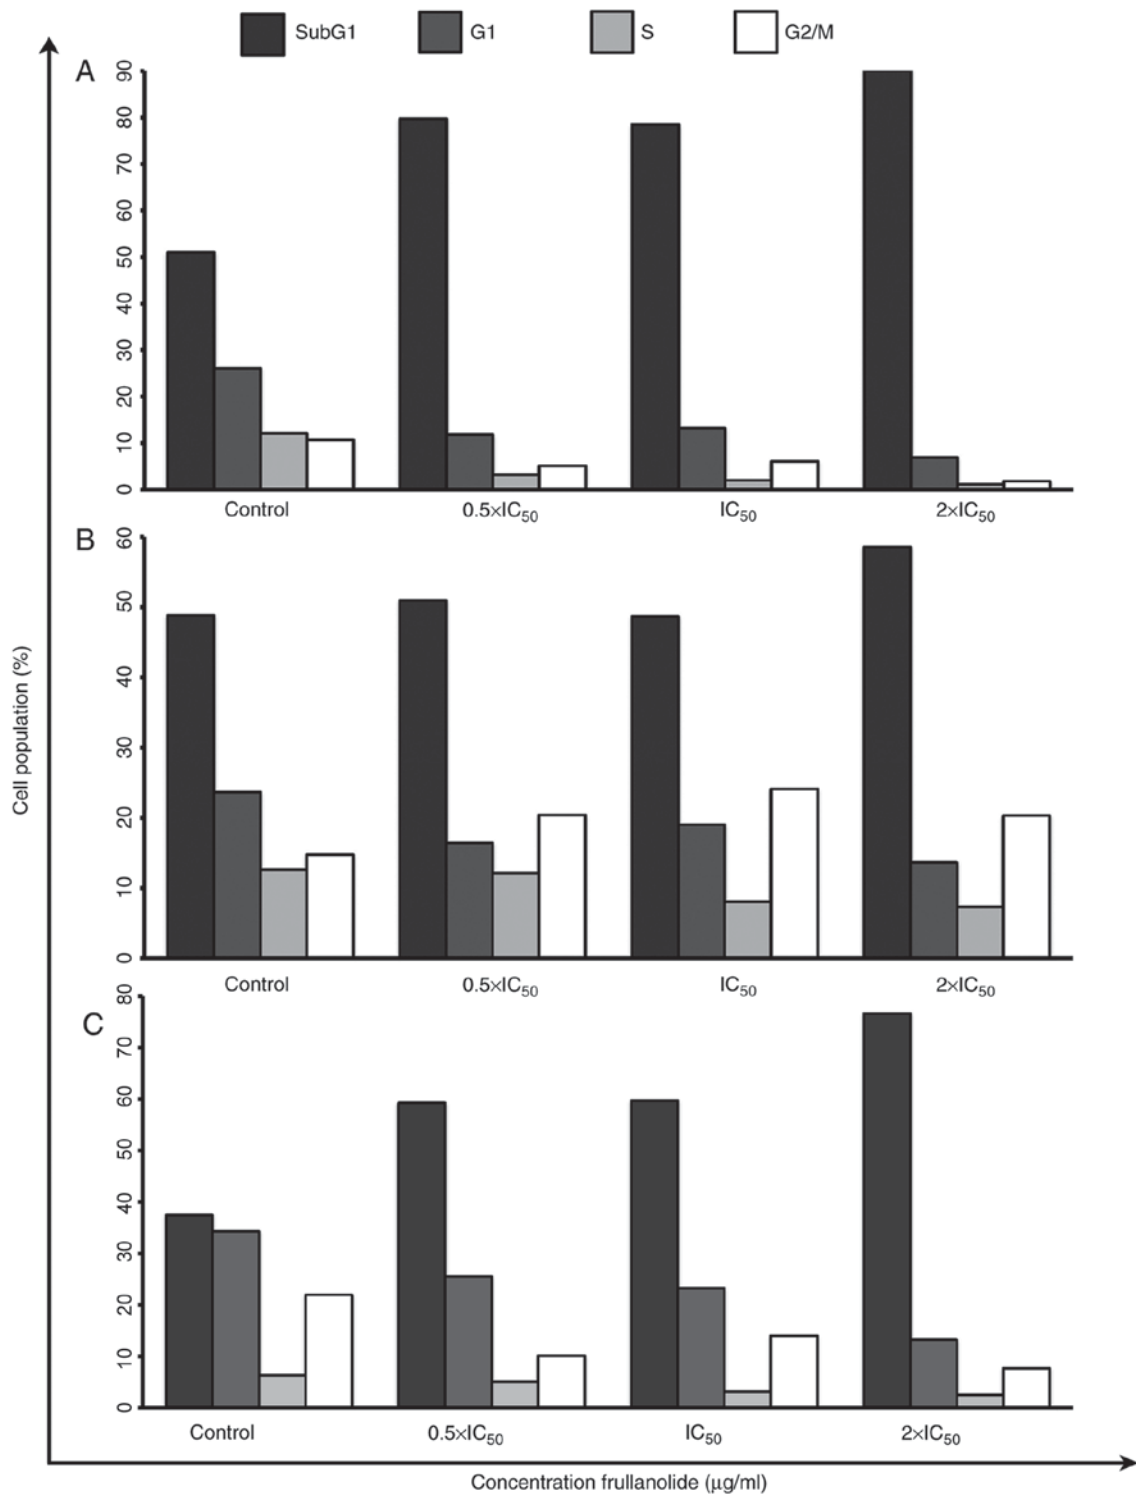 SubG1 G1 S G2/M
A
90
80
70
60
50
40
30
20
10
0
Control 0.5×IC50 IC50 2×IC50
B
60
50
40
30
20
10
0
Control 0.5×IC50 IC50 2×IC50
C
80
70
60
50
40
30
20
10
0
Control 0.5×IC50 IC50 2×IC50
Cell population (%)
Concentration frullanolide (μg/ml)